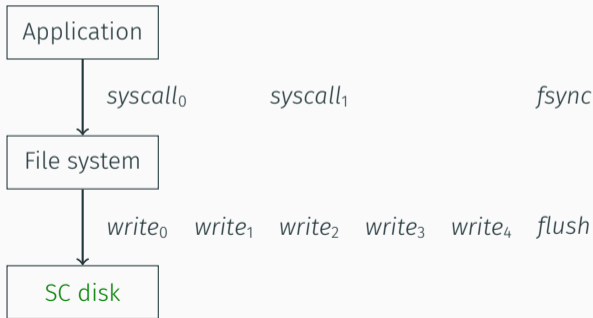 Application
syscall₀ syscall₁ fsync
File system
write₀ write₁ write₂ write₃ write₄ flush
SC disk